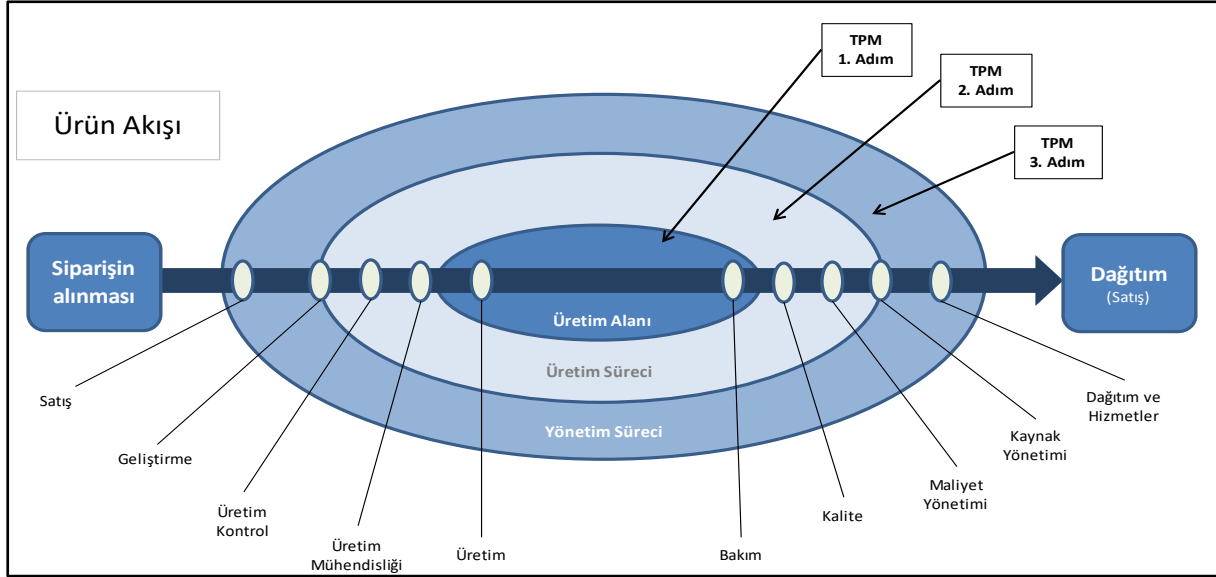 TPM
1. Adım
TPM
2. Adım
Ürün Akışı
TPM
3. Adım
Siparişin
alınması
Dağıtım
(Satış)
Üretim Alanı
Üretim Süreci
Yönetim Süreci
Satış
Geliştirme
Üretim
Kontrol
Üretim
Mühendisliği
Üretim
Bakım
Kalite
Maliyet
Yönetimi
Kaynak
Yönetimi
Dağıtım ve
Hizmetler